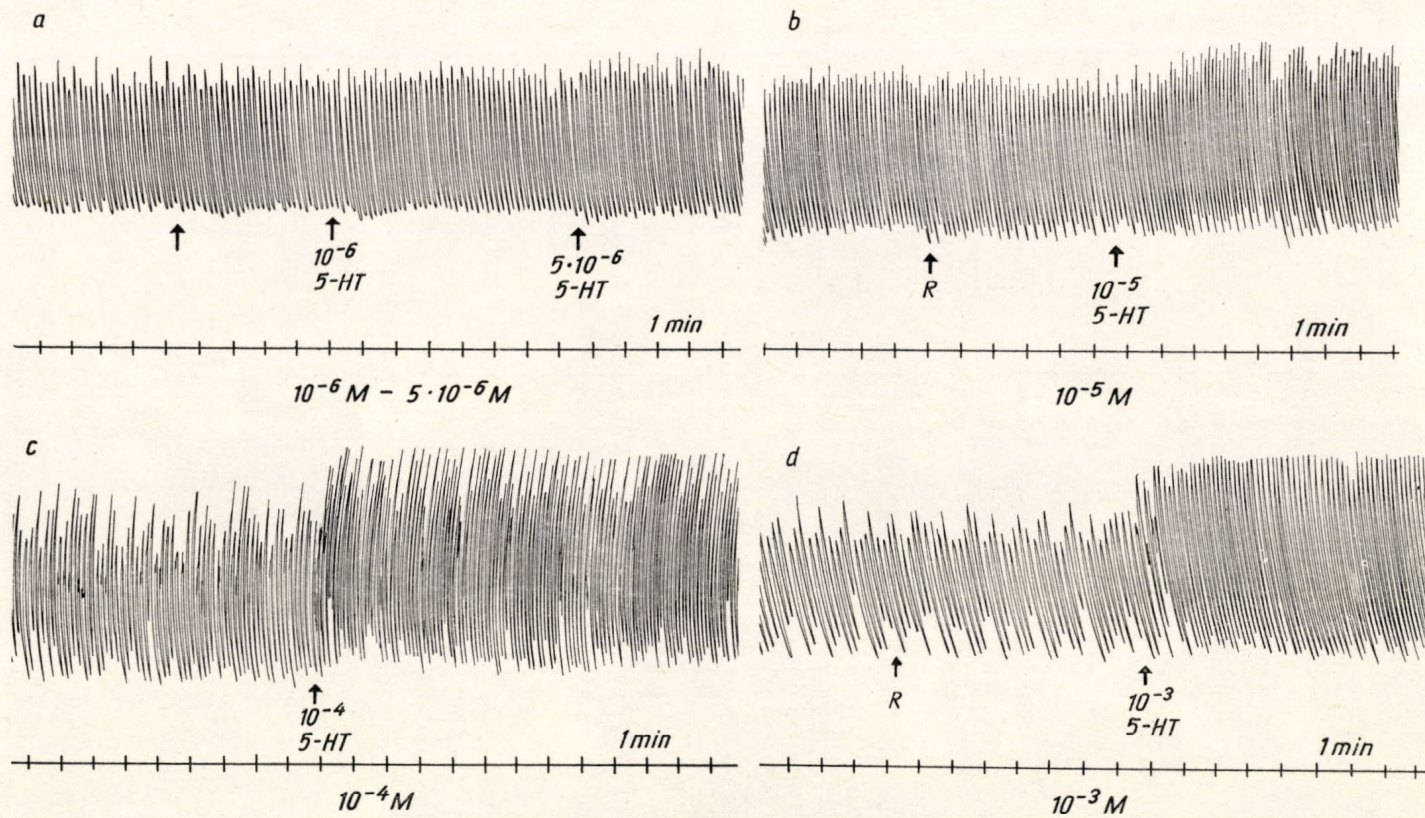 a
10⁻⁶
5-HT
5·10⁻⁶
5-HT
1 min
10⁻⁶ M – 5·10⁻⁶ M
b
R
10⁻⁵
5-HT
1 min
10⁻⁵ M
c
10⁻⁴
5-HT
1 min
10⁻⁴ M
d
R
10⁻³
5-HT
1 min
10⁻³ M